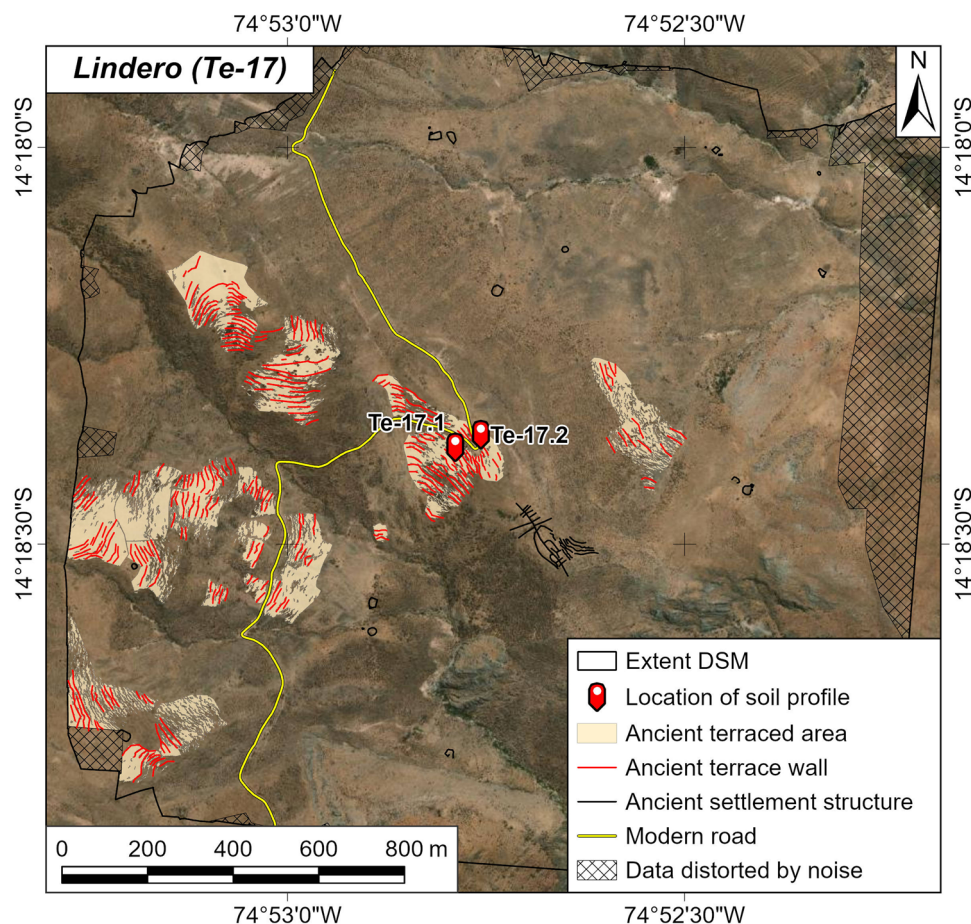 74°53'0"W 74°52'30"W
Lindero (Te-17)
N
14°18'0"S 14°18'0"S
Te-17.1
Te-17.2
14°18'30"S 14°18'30"S
Extent DSM
Location of soil profile
Ancient terraced area
Ancient terrace wall
Ancient settlement structure
Modern road
Data distorted by noise
0 200 400 600 800 m
74°53'0"W 74°52'30"W